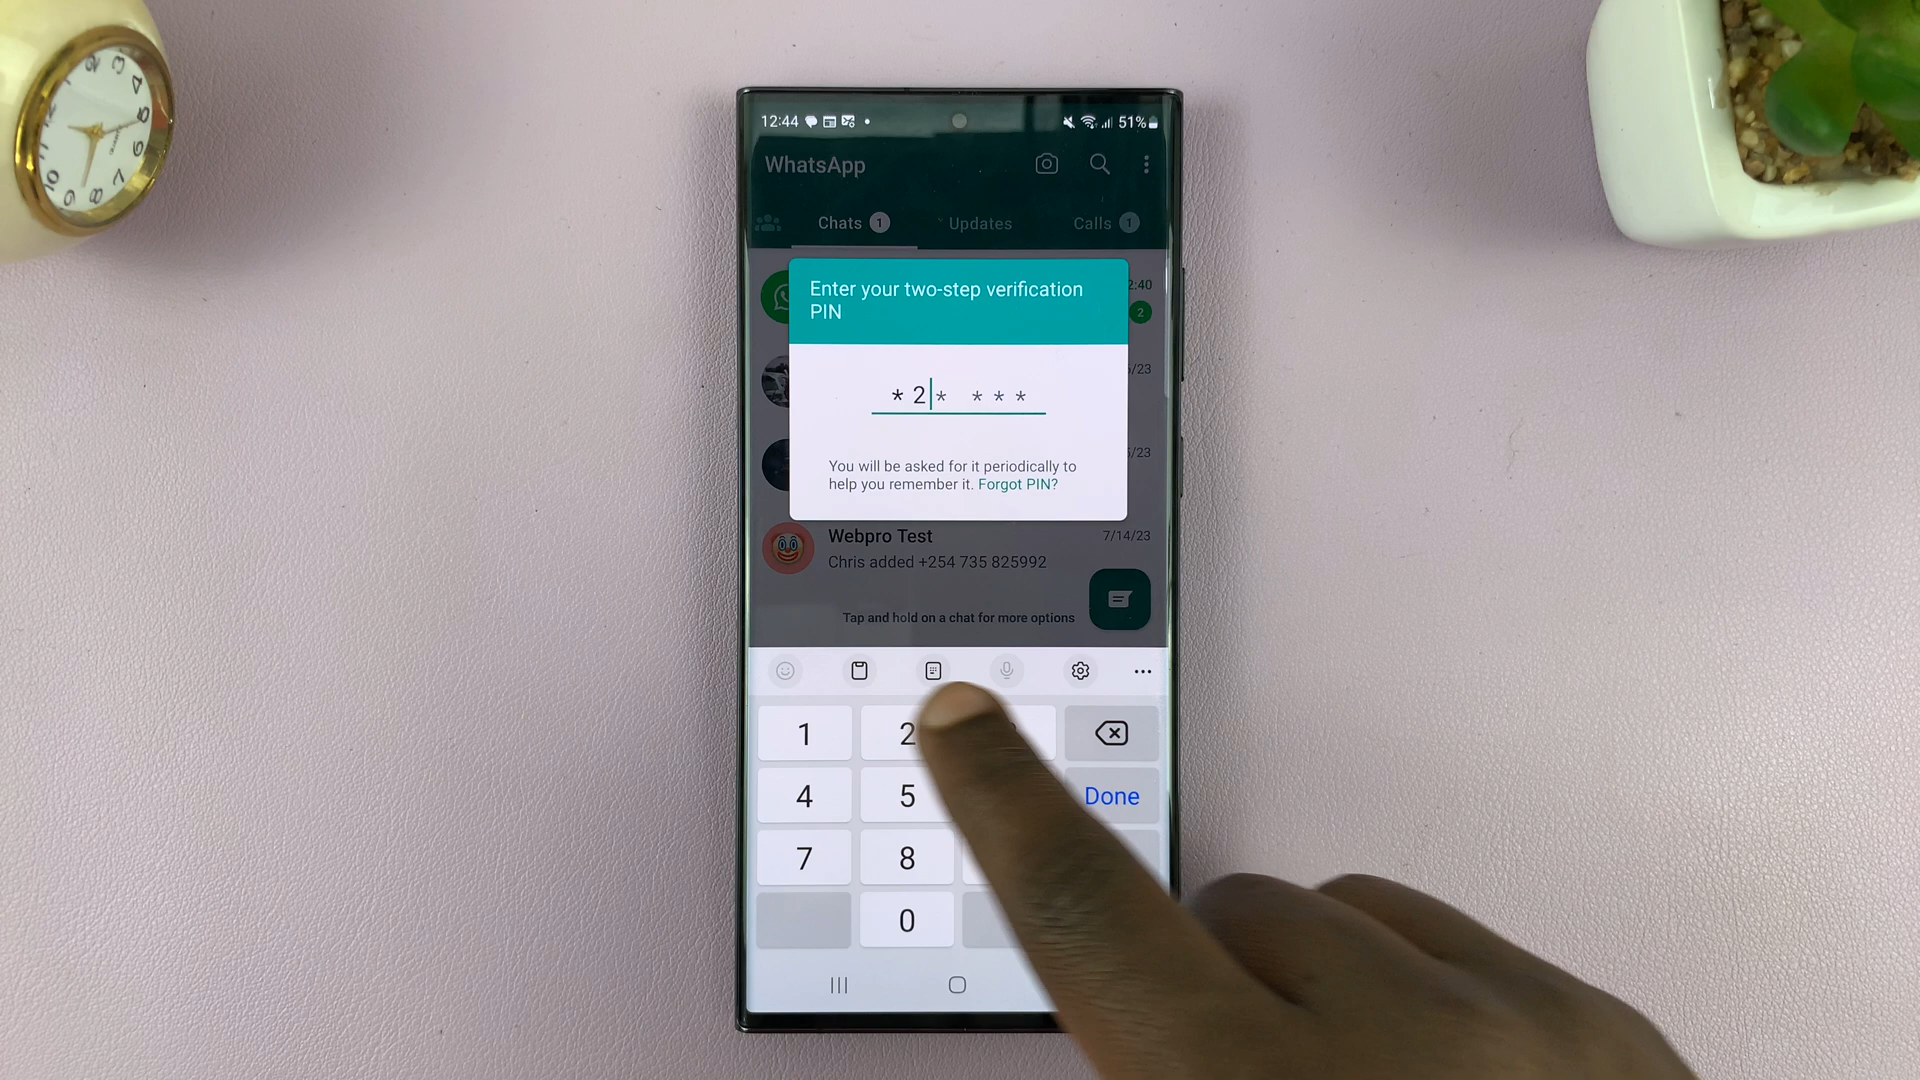 12:44 51%
WhatsApp
Chats 1 Updates Calls 1
2:40
Enter your two-step verification
PIN
2
/23
* 2 * * * *
/23
You will be asked for it periodically to
help you remember it. Forgot PIN?
Webpro Test 7/14/23
Chris added +254 735 825992
Tap and hold on a chat for more options
1 2
4 5 Done
7 8
0